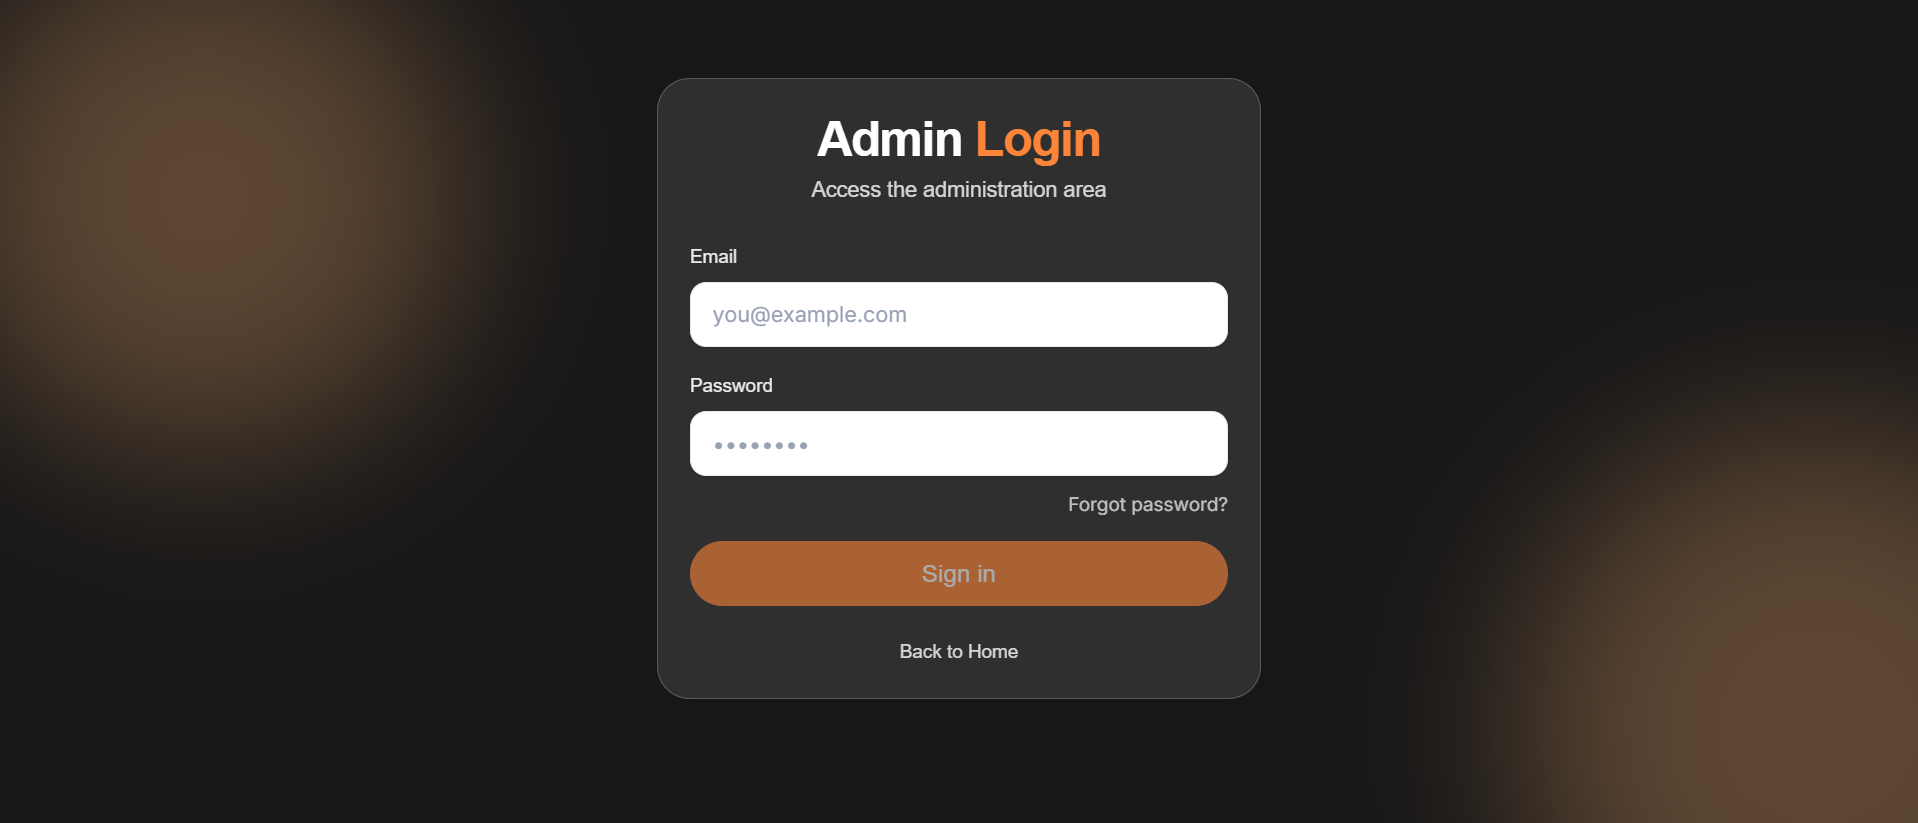 Admin Login
Access the administration area
Email
you@example.com
Password
••••••••
Forgot password?
Sign in
Back to Home